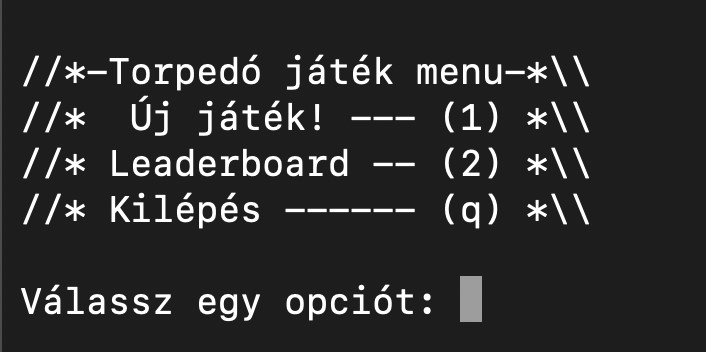 //*-Torpedó játék menu-*\\
//*  Új játék! --- (1) *\\
//* Leaderboard -- (2) *\\
//* Kilépés ------ (q) *\\
Válassz egy opciót: